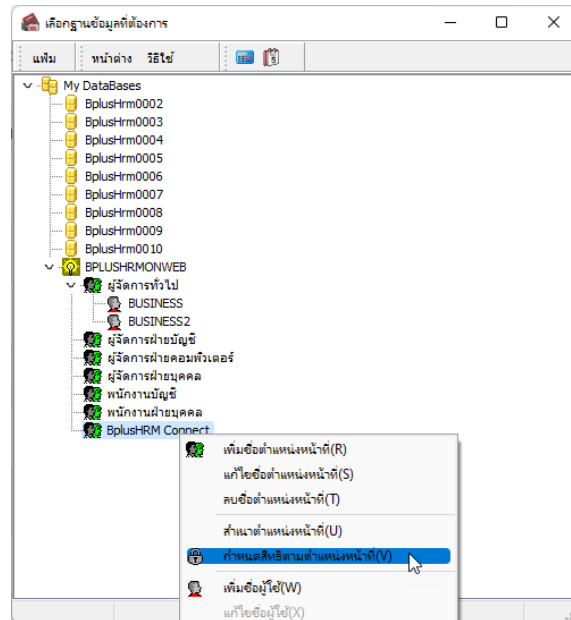 เลือกฐานข้อมูลที่ต้องการ
แฟ้ม หน้าต่าง วิธีใช้
My DataBases
BplusHrm0002
BplusHrm0003
BplusHrm0004
BplusHrm0005
BplusHrm0006
BplusHrm0007
BplusHrm0008
BplusHrm0009
BplusHrm0010
BPLUSHRMONWEB
ผู้จัดการทั่วไป
BUSINESS
BUSINESS2
ผู้จัดการฝ่ายบัญชี
ผู้จัดการฝ่ายคอมพิวเตอร์
ผู้จัดการฝ่ายบุคคล
พนักงานบัญชี
พนักงานฝ่ายบุคคล
BplusHRM Connect
เพิ่มชื่อตำแหน่งหน้าที่(R)
แก้ไขชื่อตำแหน่งหน้าที่(S)
ลบชื่อตำแหน่งหน้าที่(T)
สำเนาตำแหน่งหน้าที่(U)
กำหนดสิทธิตามตำแหน่งหน้าที่(V)
เพิ่มชื่อผู้ใช้(W)
แก้ไขชื่อผู้ใช้(X)